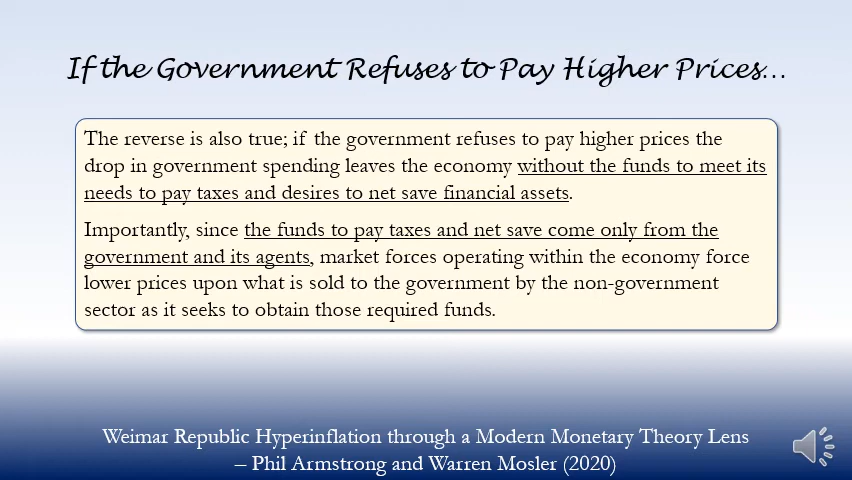 If the Government Refuses to Pay Higher Prices...
The reverse is also true; if the government refuses to pay higher prices the
drop in government spending leaves the economy without the funds to meet its
needs to pay taxes and desires to net save financial assets.
Importantly, since the funds to pay taxes and net save come only from the
government and its agents, market forces operating within the economy force
lower prices upon what is sold to the government by the non-government
sector as it seeks to obtain those required funds.
Weimar Republic Hyperinflation through a Modern Monetary Theory Lens
– Phil Armstrong and Warren Mosler (2020)